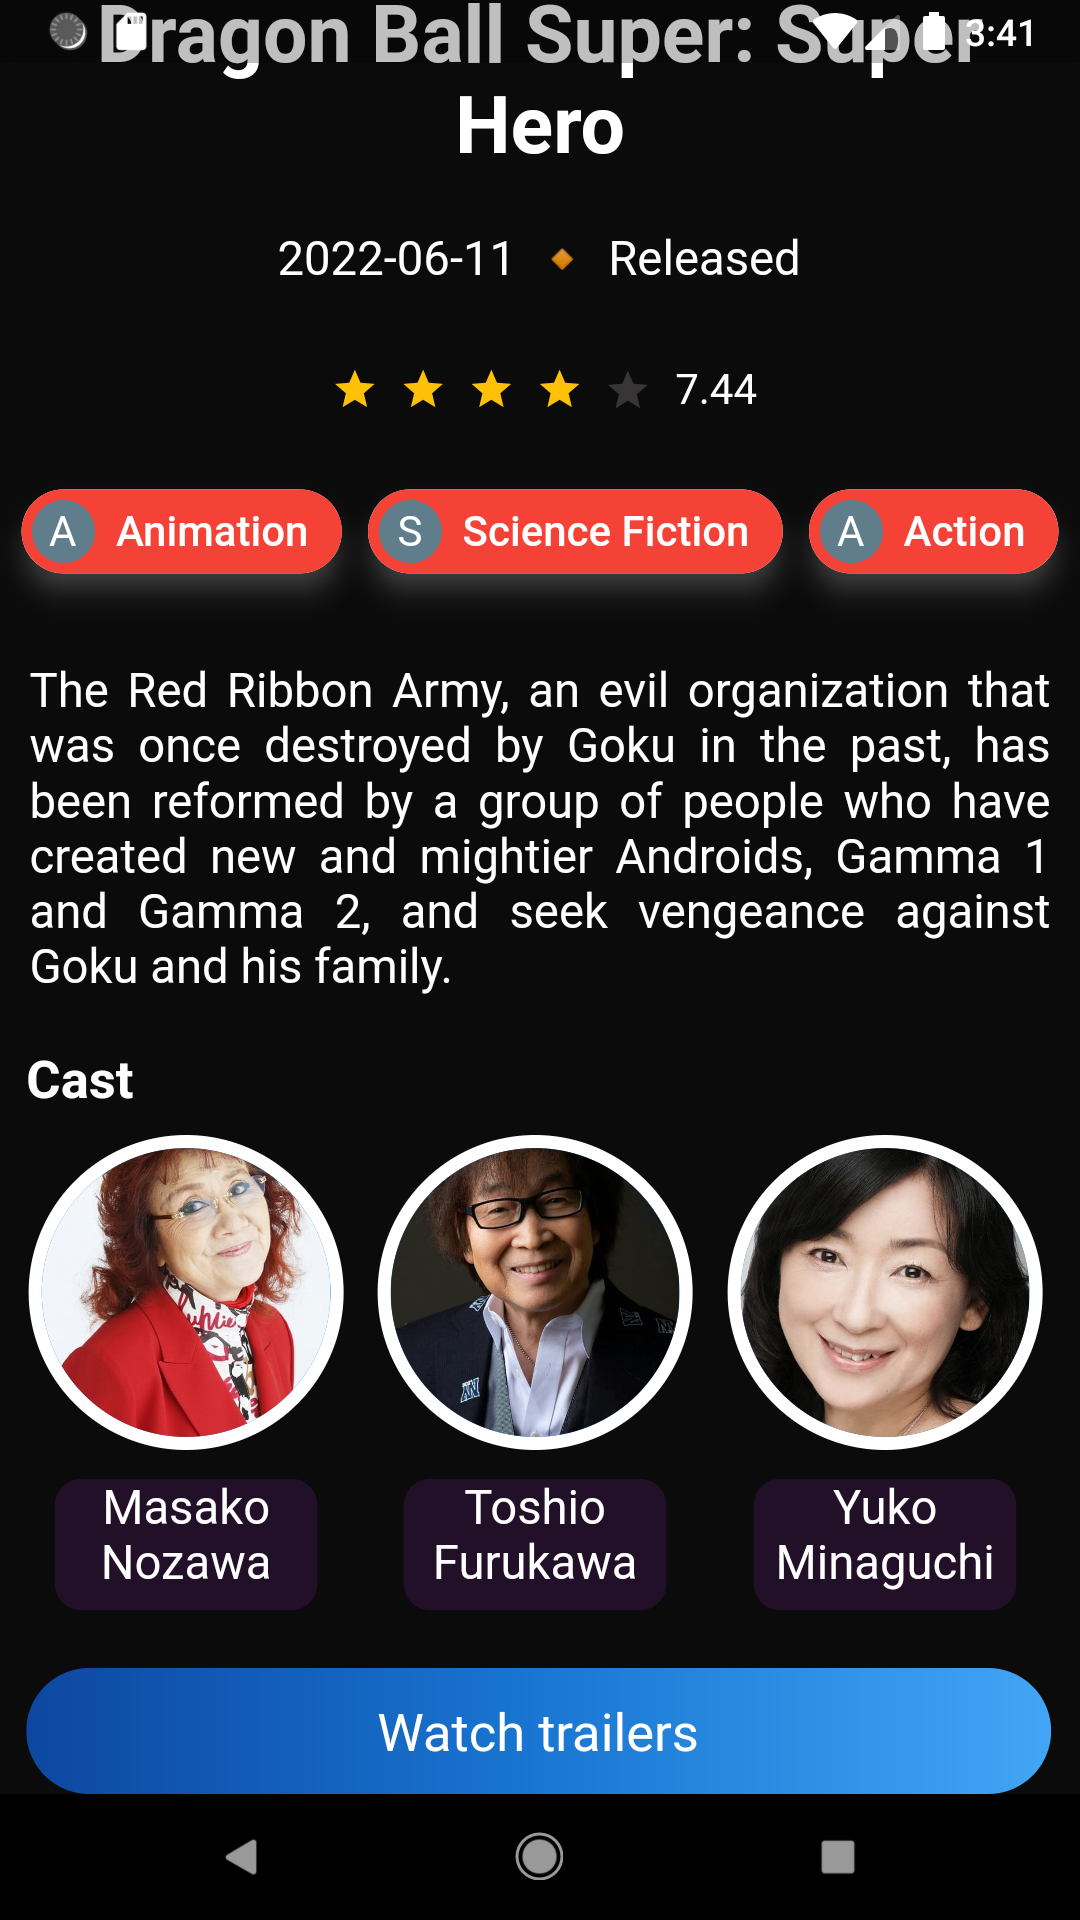 3:41
Dragon Ball Super: Super
Hero
2022-06-11 🔸 Released
7.44
A Animation
S Science Fiction
A Action
The Red Ribbon Army, an evil organization that
was once destroyed by Goku in the past, has
been reformed by a group of people who have
created new and mightier Androids, Gamma 1
and Gamma 2, and seek vengeance against
Goku and his family.
Cast
Masako
Nozawa
Toshio
Furukawa
Yuko
Minaguchi
Watch trailers